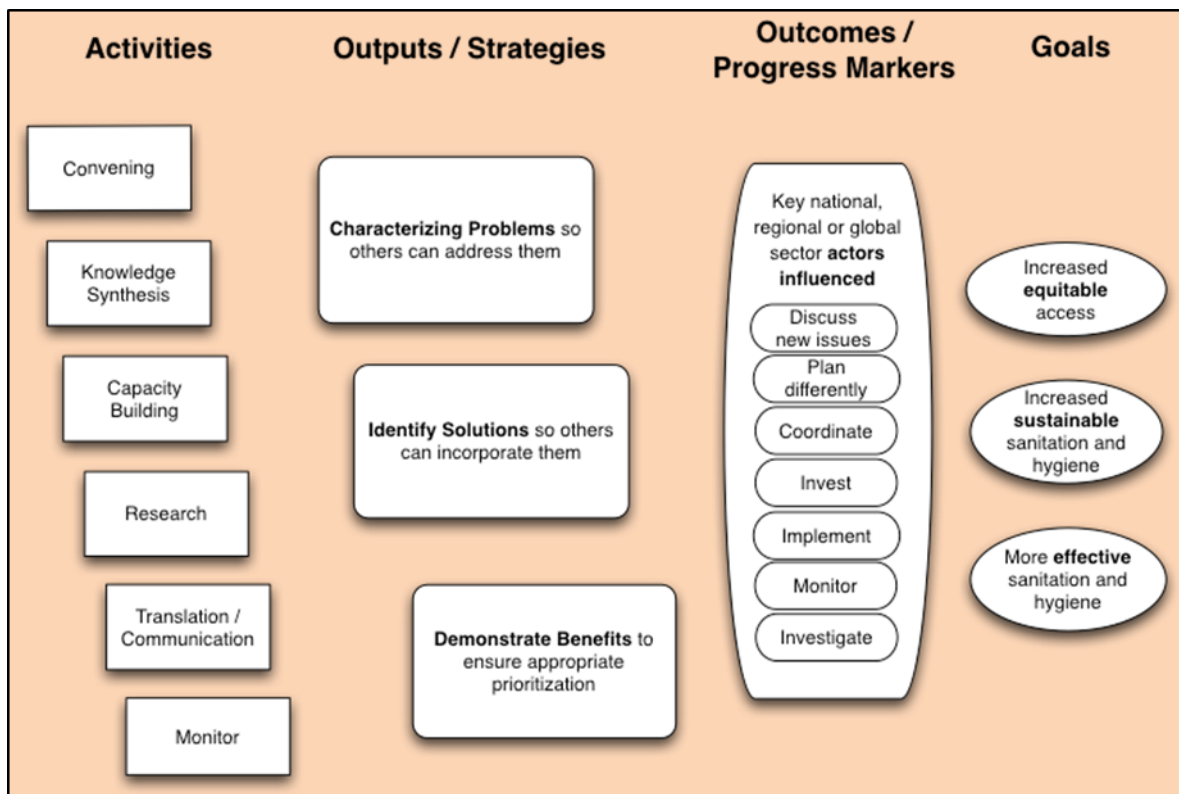 Activities
Outputs / Strategies
Outcomes /
Progress Markers
Goals
Convening
Knowledge
Synthesis
Capacity
Building
Research
Translation /
Communication
Monitor
Characterizing Problems so
others can address them
Identify Solutions so others
can incorporate them
Demonstrate Benefits to
ensure appropriate
prioritization
Key national,
regional or global
sector actors
influenced
Discuss
new issues
Plan
differently
Coordinate
Invest
Implement
Monitor
Investigate
Increased
equitable
access
Increased
sustainable
sanitation and
hygiene
More effective
sanitation and
hygiene